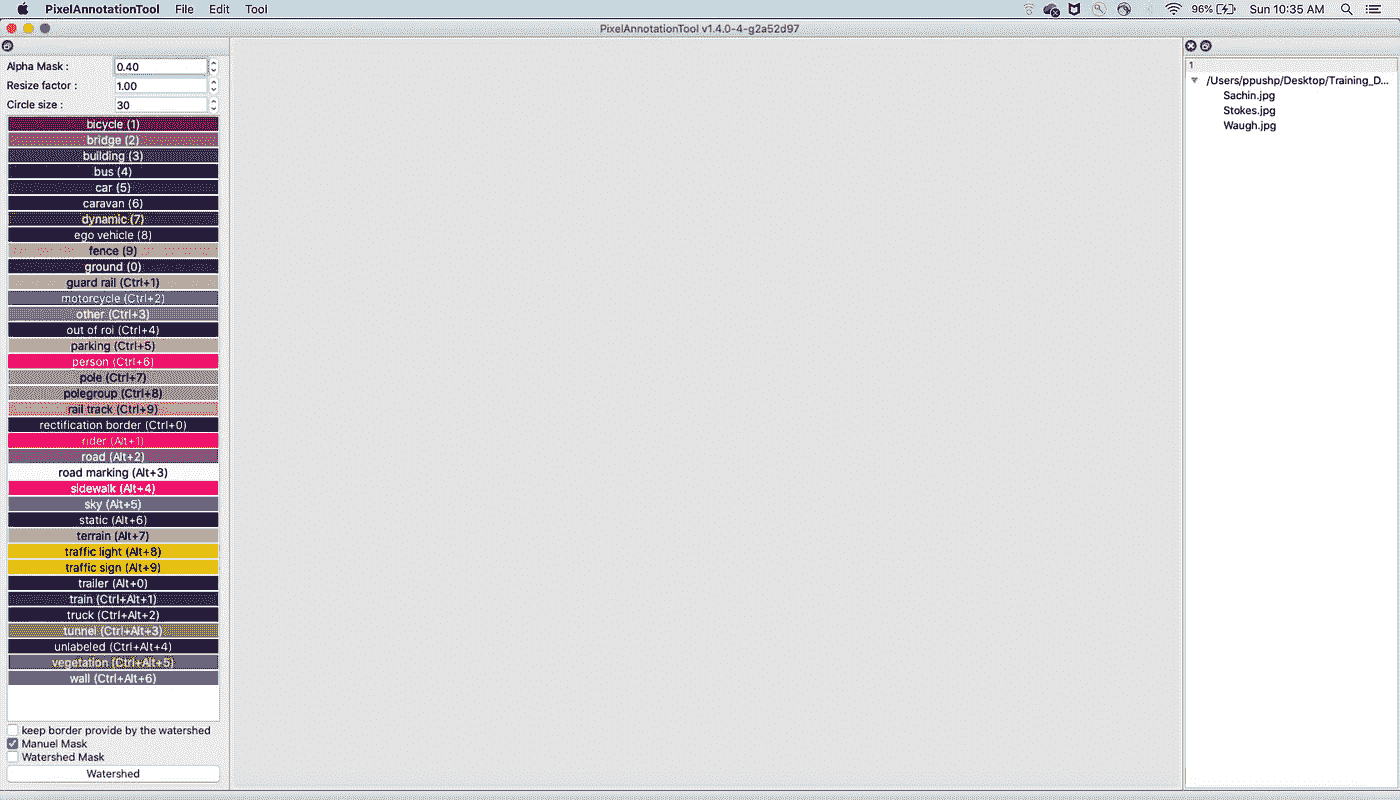 PixelAnnotationTool File Edit Tool 96% Sun 10:35 AM
PixelAnnotationTool v1.4.0-4-g2a52d97
Alpha Mask : 0.40
Resize factor : 1.00
Circle size : 30
bicycle (1)
bridge (2)
building (3)
bus (4)
car (5)
caravan (6)
dynamic (7)
ego vehicle (8)
fence (9)
ground (0)
guard rail (Ctrl+1)
motorcycle (Ctrl+2)
other (Ctrl+3)
out of roi (Ctrl+4)
parking (Ctrl+5)
person (Ctrl+6)
pole (Ctrl+7)
polegroup (Ctrl+8)
rail track (Ctrl+9)
rectification border (Ctrl+0)
rider (Alt+1)
road (Alt+2)
road marking (Alt+3)
sidewalk (Alt+4)
sky (Alt+5)
static (Alt+6)
terrain (Alt+7)
traffic light (Alt+8)
traffic sign (Alt+9)
trailer (Alt+0)
train (Ctrl+Alt+1)
truck (Ctrl+Alt+2)
tunnel (Ctrl+Alt+3)
unlabeled (Ctrl+Alt+4)
vegetation (Ctrl+Alt+5)
wall (Ctrl+Alt+6)
keep border provide by the watershed
Manuel Mask
Watershed Mask
Watershed
1
/Users/ppushp/Desktop/Training_D...
Sachin.jpg
Stokes.jpg
Waugh.jpg